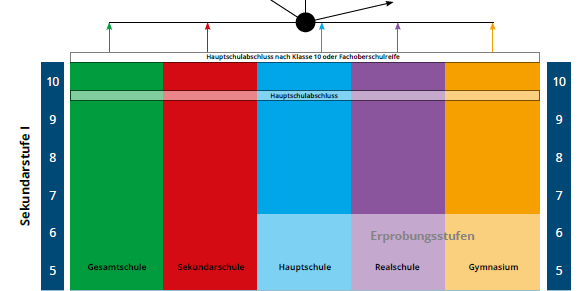 Hauptschulabschluss nach Klasse 10 oder Fachoberschulreife
10 10
Hauptschulabschluss
9 9
8 8
7 7
Sekundarstufe I
6 Erprobungsstufen 6
5 Gesamtschule Sekundarschule Hauptschule Realschule Gymnasium 5